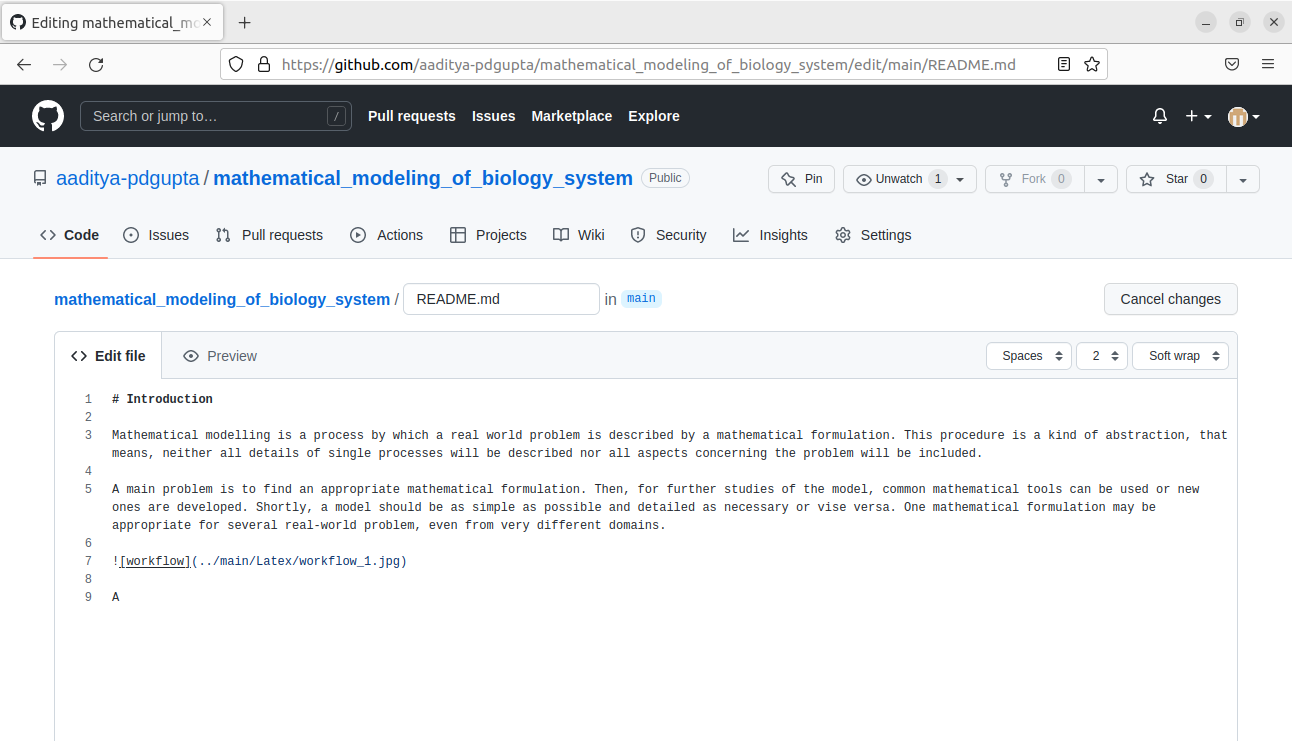 Editing mathematical_mo
https://github.com/aaditya-pdgupta/mathematical_modeling_of_biology_system/edit/main/README.md
Search or jump to… /
Pull requests Issues Marketplace Explore
aaditya-pdgupta / mathematical_modeling_of_biology_system Public
Pin Unwatch 1 Fork 0 Star 0
Code Issues Pull requests Actions Projects Wiki Security Insights Settings
mathematical_modeling_of_biology_system / README.md in main Cancel changes
Edit file Preview Spaces 2 Soft wrap
1 # Introduction
2
3 Mathematical modelling is a process by which a real world problem is described by a mathematical formulation. This procedure is a kind of abstraction, that
means, neither all details of single processes will be described nor all aspects concerning the problem will be included.
4
5 A main problem is to find an appropriate mathematical formulation. Then, for further studies of the model, common mathematical tools can be used or new
ones are developed. Shortly, a model should be as simple as possible and detailed as necessary or vise versa. One mathematical formulation may be
appropriate for several real-world problem, even from very different domains.
6
7 ![workflow](../main/Latex/workflow_1.jpg)
8
9 A